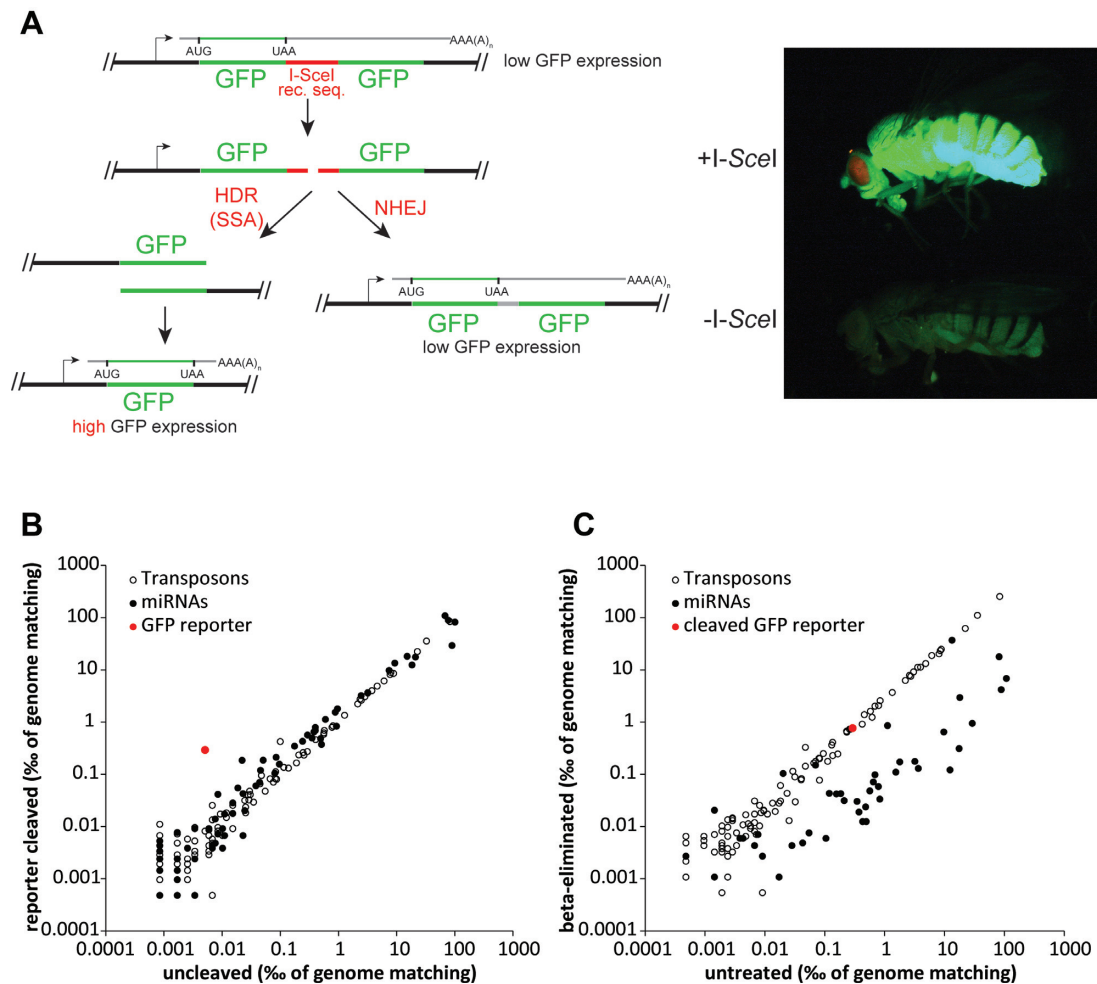 A
AAA(A)n
AUG UAA
GFP I-SceI GFP low GFP expression
rec. seq.
+I-SceI
GFP GFP
HDR NHEJ
(SSA)
GFP
AAA(A)n
AUG UAA
GFP GFP
low GFP expression
-I-SceI
AAA(A)n
AUG UAA
GFP
high GFP expression
B
1000
100
10
1
0.1
0.01
0.001
0.0001
reporter cleaved (‰ of genome matching)
Transposons
miRNAs
GFP reporter
0.0001 0.001 0.01 0.1 1 10 100 1000
uncleaved (‰ of genome matching)
C
1000
100
10
1
0.1
0.01
0.001
0.0001
beta-eliminated (‰ of genome matching)
Transposons
miRNAs
cleaved GFP reporter
0.0001 0.001 0.01 0.1 1 10 100 1000
untreated (‰ of genome matching)